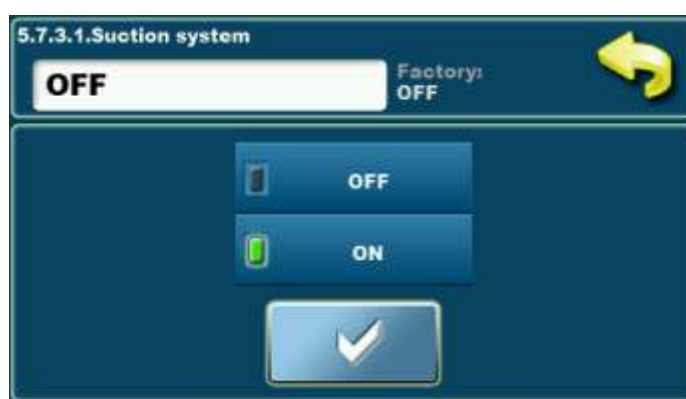 5.7.3.1.Suction system
OFF
Factory:
OFF
OFF
ON